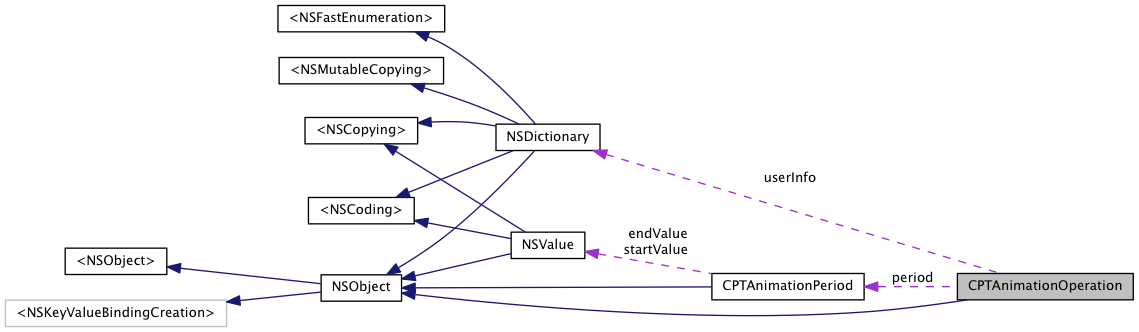 <NSFastEnumeration>
<NSMutableCopying>
<NSCopying>
NSDictionary
userInfo
<NSCoding>
endValue
startValue
NSValue
<NSObject>
period
NSObject
CPTAnimationPeriod
CPTAnimationOperation
<NSKeyValueBindingCreation>